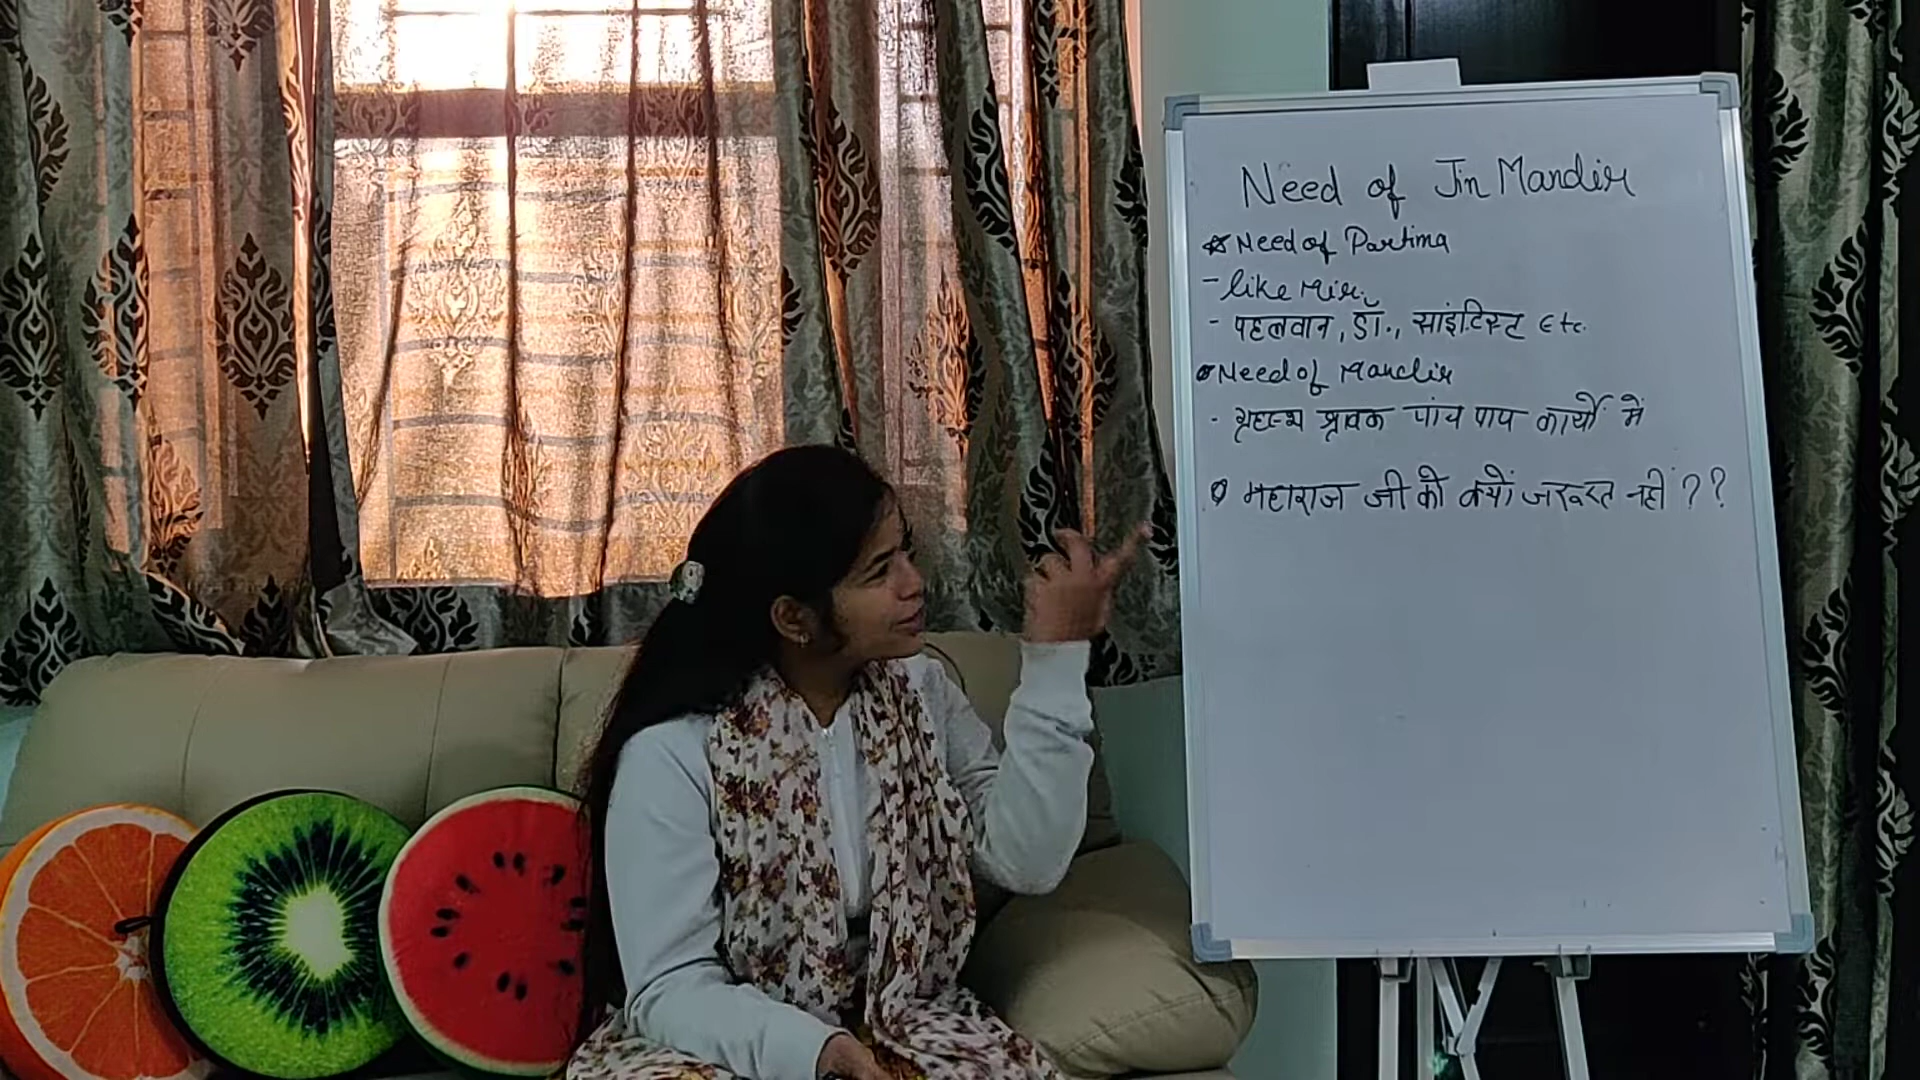 Need of Jin Mandir
* Need of Partima
- like Mirr
- पहलवान, डॉ., साइंटिस्ट etc.
* Need of Mandir
- गृहस्थ श्रावक पांच पाप कार्यों में
महाराज जी को क्यों जरूरत नहीं ??